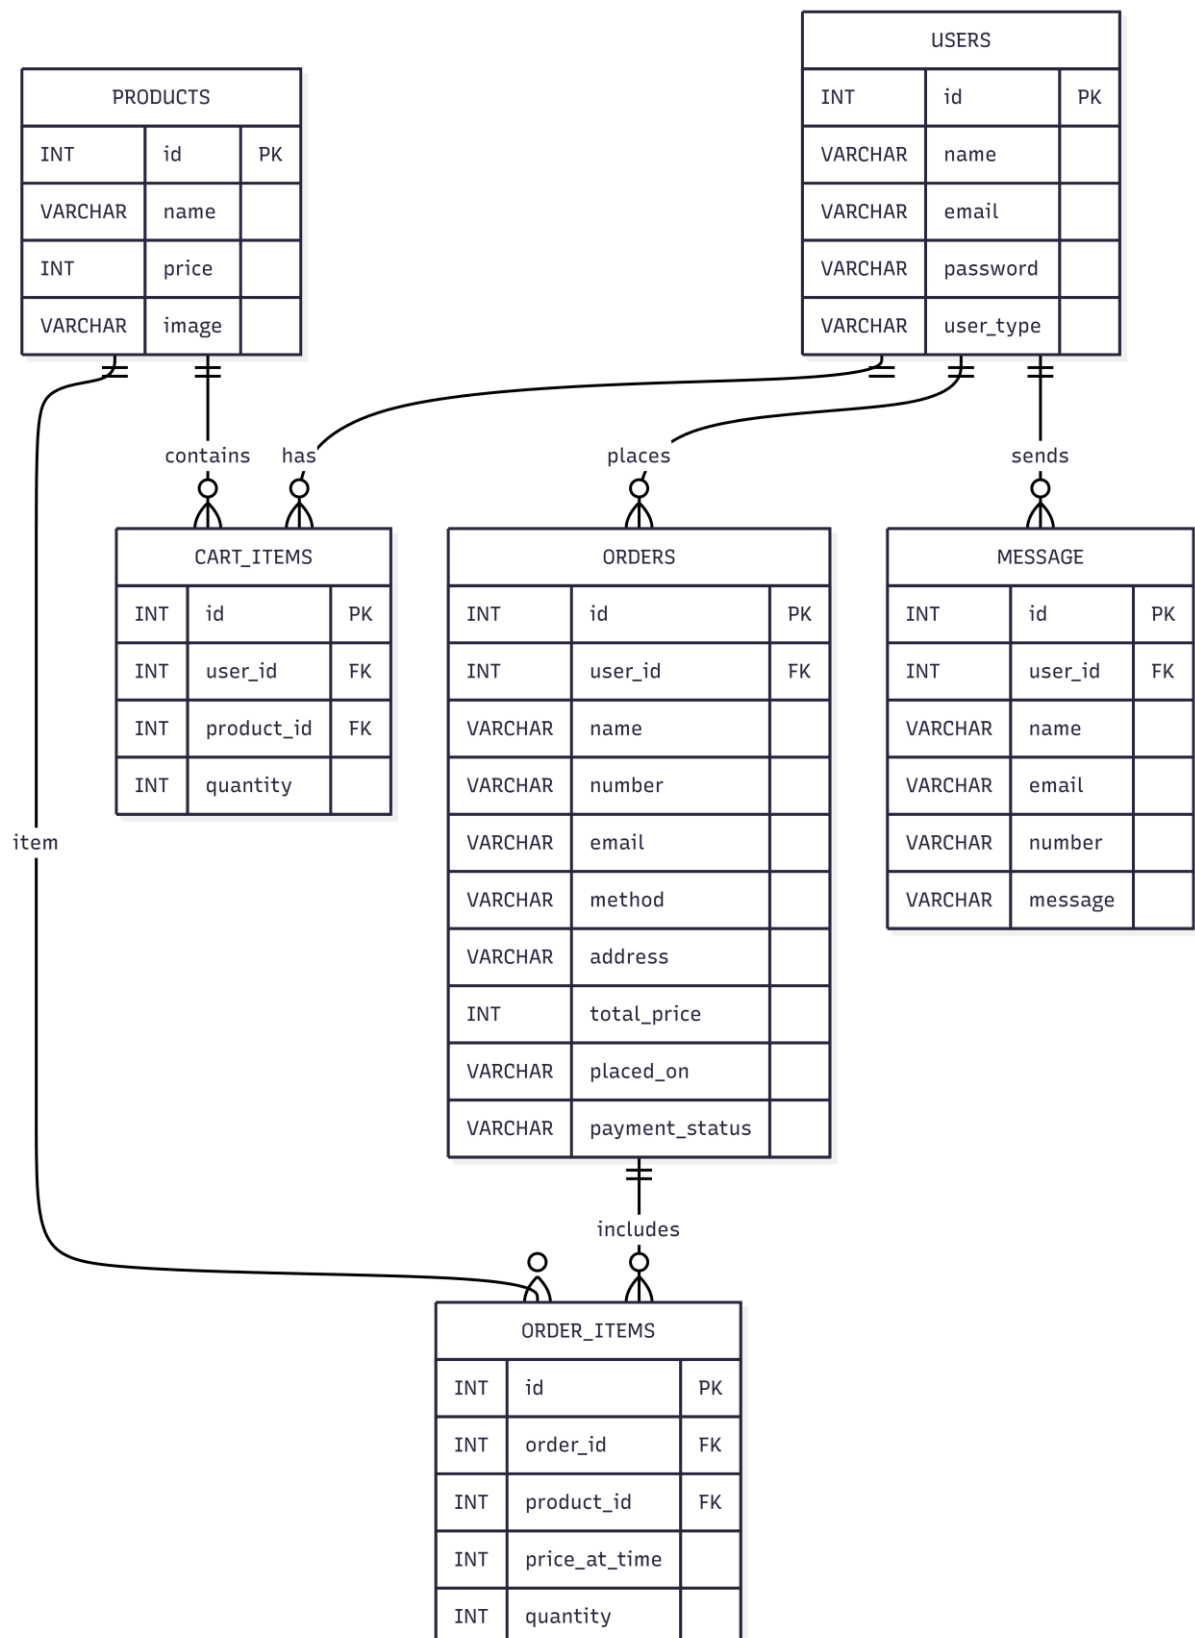 USERS
INT id PK
VARCHAR name
VARCHAR email
VARCHAR password
VARCHAR user_type
PRODUCTS
INT id PK
VARCHAR name
INT price
VARCHAR image
contains
has
places
sends
CART_ITEMS
INT id PK
INT user_id FK
INT product_id FK
INT quantity
ORDERS
INT id PK
INT user_id FK
VARCHAR name
VARCHAR number
VARCHAR email
VARCHAR method
VARCHAR address
INT total_price
VARCHAR placed_on
VARCHAR payment_status
MESSAGE
INT id PK
INT user_id FK
VARCHAR name
VARCHAR email
VARCHAR number
VARCHAR message
item
includes
ORDER_ITEMS
INT id PK
INT order_id FK
INT product_id FK
INT price_at_time
INT quantity